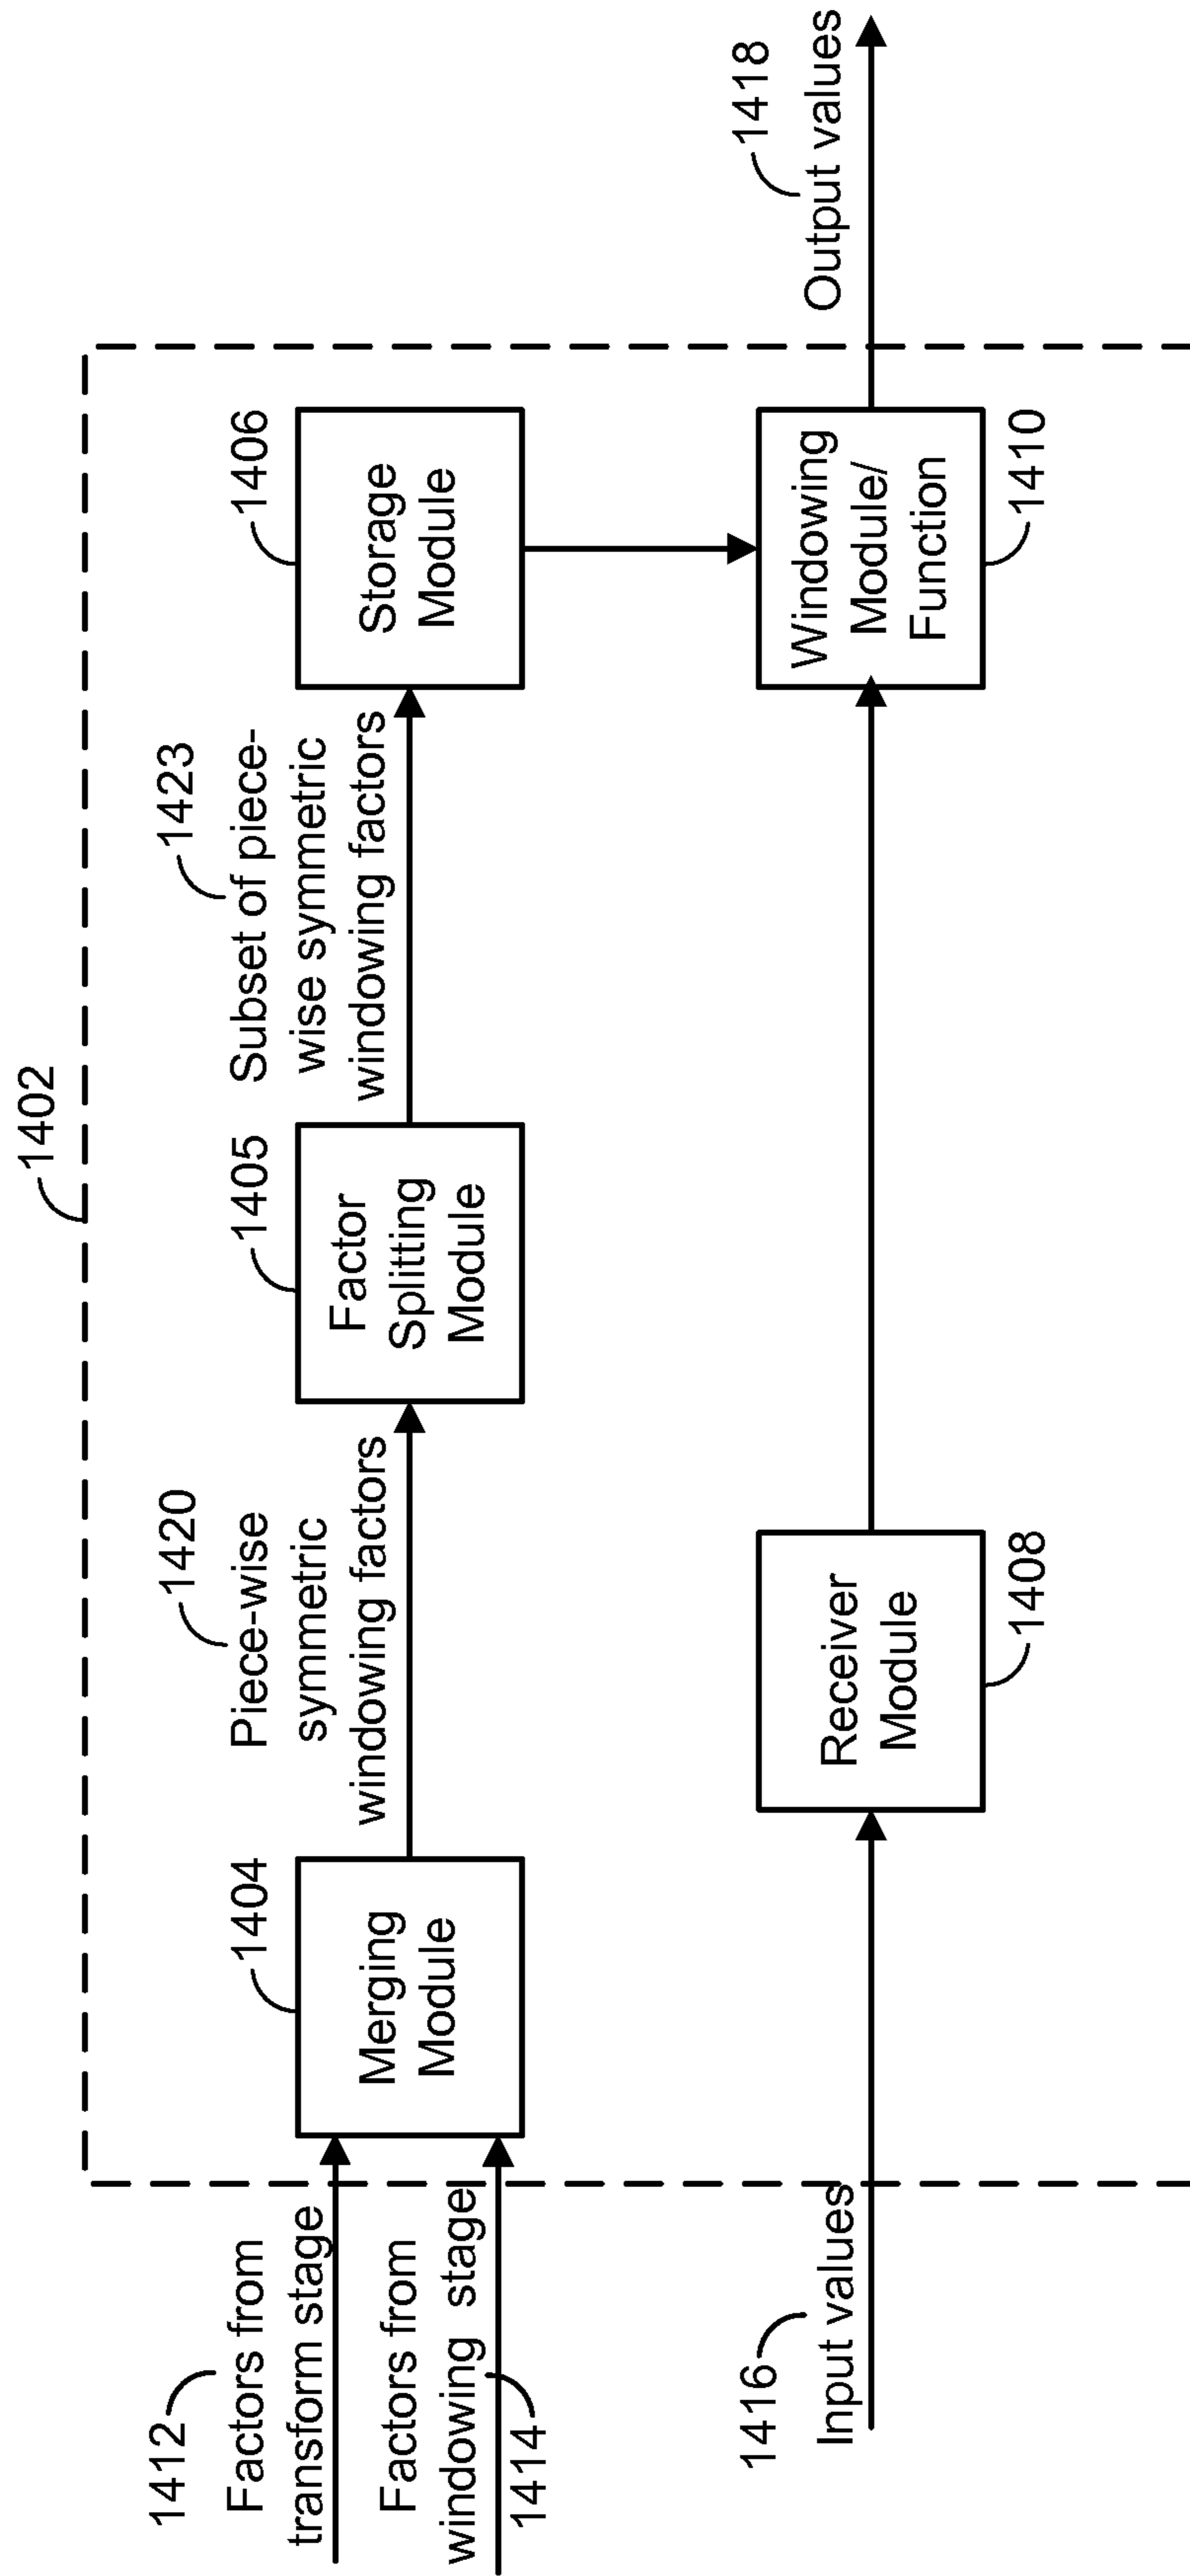 1402
1412
Factors from
transform stage
Factors from
windowing stage
1414
1404
Merging
Module
1420
Piece-wise
symmetric
windowing factors
1405
Factor
Splitting
Module
1423
Subset of piece-
wise symmetric
windowing factors
1406
Storage
Module
1416
Input values
Receiver
Module
1408
Windowing
Module/
Function
1410
1418
Output values